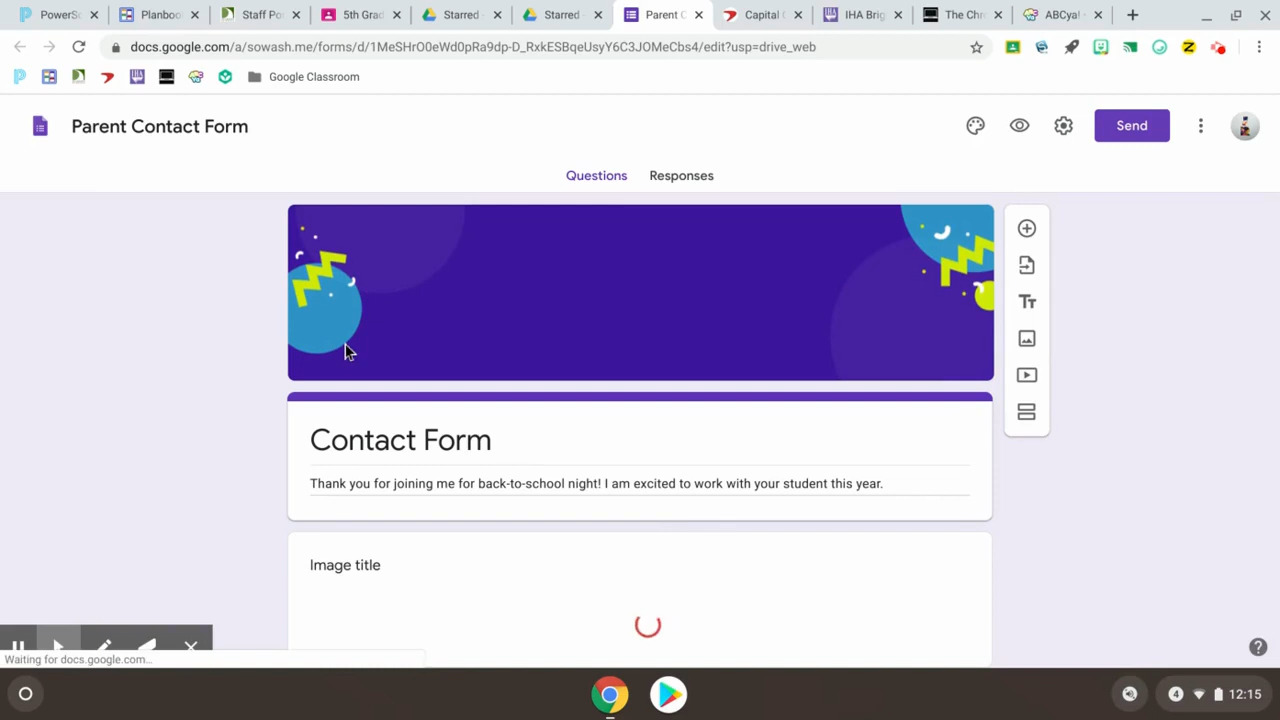 PowerSc
Planboo
Staff Po
5th Grad
Starred -
Starred -
Parent C
Capital O
IHA Brig
The Chr
ABCya!
docs.google.com/a/sowash.me/forms/d/1MeSHrO0eWd0pRa9dp-D_RxkESBqeUsyY6C3JOMeCbs4/edit?usp=drive_web
Google Classroom
Parent Contact Form
Send
Questions Responses
Contact Form
Thank you for joining me for back-to-school night! I am excited to work with your student this year.
Image title
Waiting for docs.google.com...
4 12:15